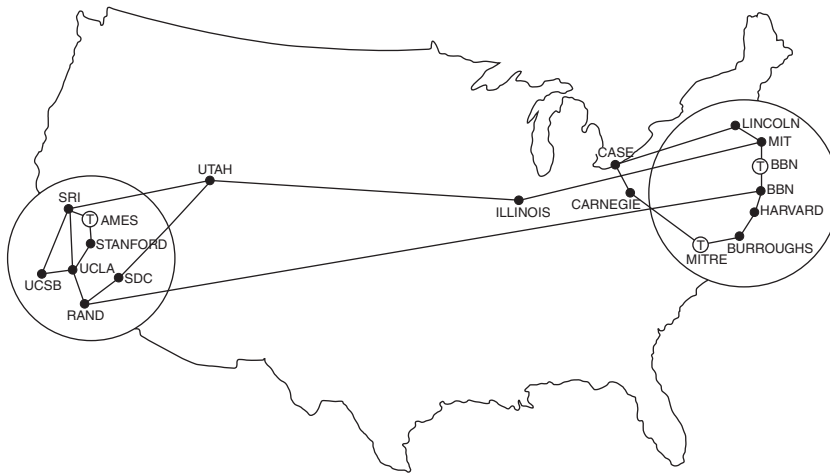 LINCOLN
MIT
CASE
T BBN
UTAH
BBN
SRI
CARNEGIE
ILLINOIS
HARVARD
T AMES
STANFORD
BURROUGHS
T
MITRE
UCLA
SDC
UCSB
RAND